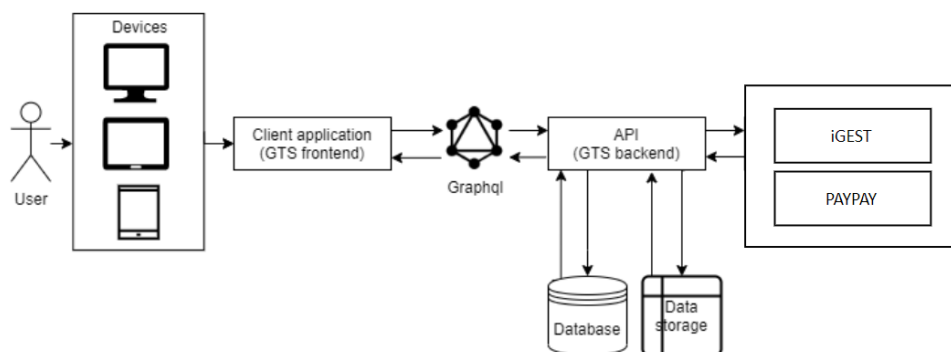 Devices
User
Client application
(GTS frontend)
Graphql
API
(GTS backend)
iGEST
PAYPAY
Database
Data
storage